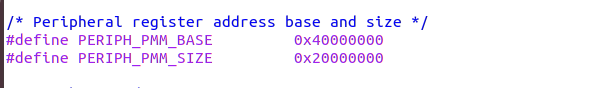 /* Peripheral register address base and size */
#define PERIPH_PMM_BASE         0x40000000
#define PERIPH_PMM_SIZE         0x20000000